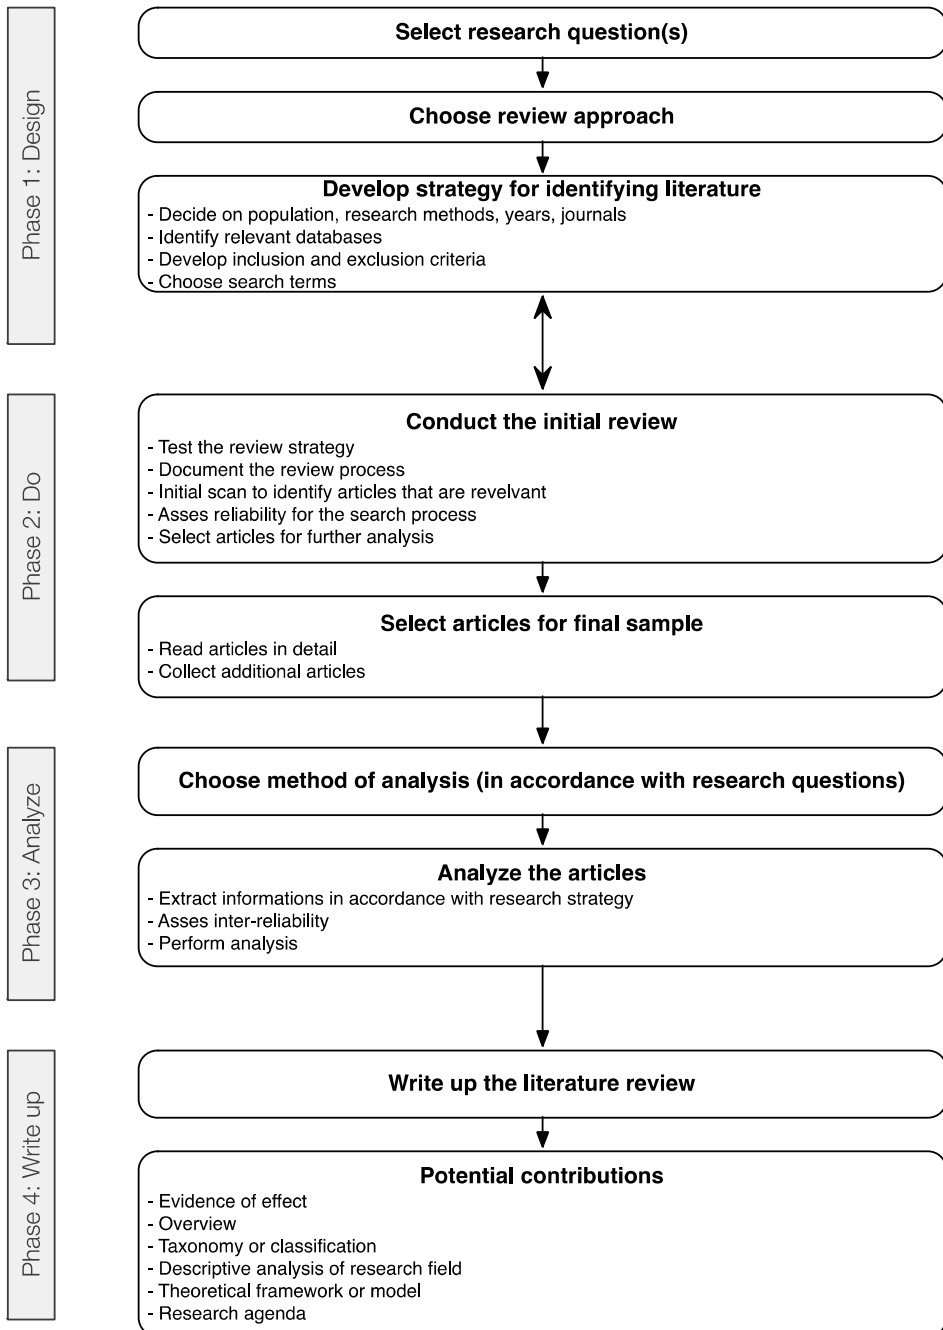 Phase 1: Design
Select research question(s)
Choose review approach
Develop strategy for identifying literature
- Decide on population, research methods, years, journals
- Identify relevant databases
- Develop inclusion and exclusion criteria
- Choose search terms
Phase 2: Do
Conduct the initial review
- Test the review strategy
- Document the review process
- Initial scan to identify articles that are revelvant
- Asses reliability for the search process
- Select articles for further analysis
Select articles for final sample
- Read articles in detail
- Collect additional articles
Phase 3: Analyze
Choose method of analysis (in accordance with research questions)
Analyze the articles
- Extract informations in accordance with research strategy
- Asses inter-reliability
- Perform analysis
Phase 4: Write up
Write up the literature review
Potential contributions
- Evidence of effect
- Overview
- Taxonomy or classification
- Descriptive analysis of research field
- Theoretical framework or model
- Research agenda